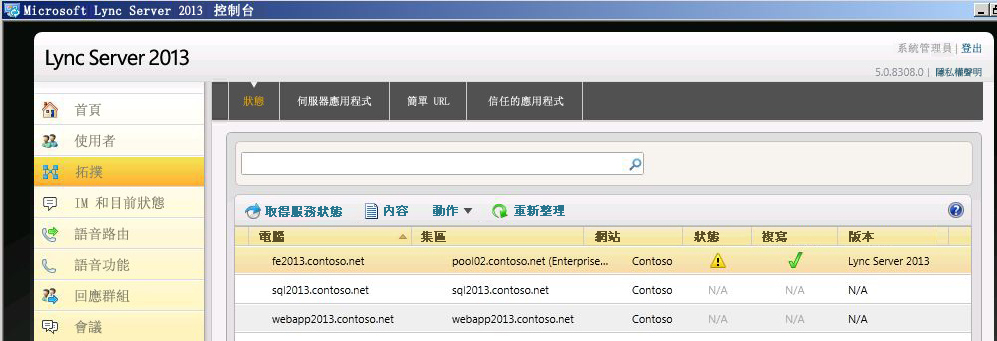 Microsoft Lync Server 2013 控制台
Lync Server 2013
系統管理員 | 登出
5.0.8308.0 | 隱私權聲明
首頁
使用者
拓撲
IM 和目前狀態
語音路由
語音功能
回應群組
會議
狀態 伺服器應用程式 簡單 URL 信任的應用程式
取得服務狀態 內容 動作 重新整理
電腦 集區 網站 狀態 複寫 版本
fe2013.contoso.net pool02.contoso.net (Enterprise... Contoso Lync Server 2013
sql2013.contoso.net sql2013.contoso.net Contoso N/A N/A N/A
webapp2013.contoso.net webapp2013.contoso.net Contoso N/A N/A N/A